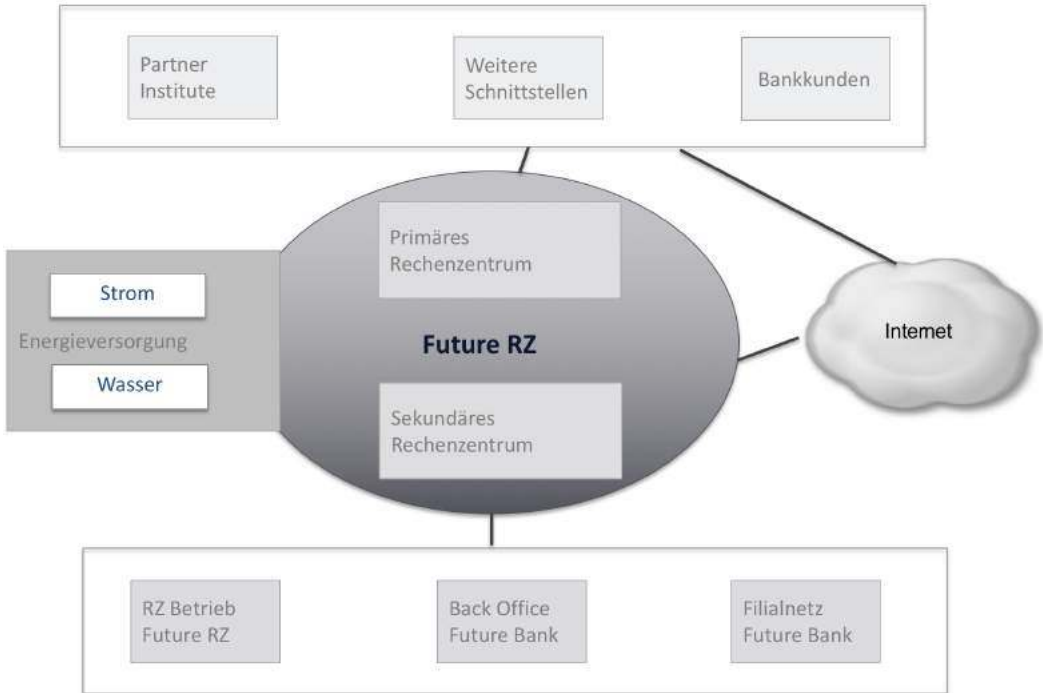 Partner
Institute
Weitere
Schnittstellen
Bankkunden
Primäres
Rechenzentrum
Strom
Energieversorgung
Wasser
Future RZ
Internet
Sekundäres
Rechenzentrum
RZ Betrieb
Future RZ
Back Office
Future Bank
Filialnetz
Future Bank